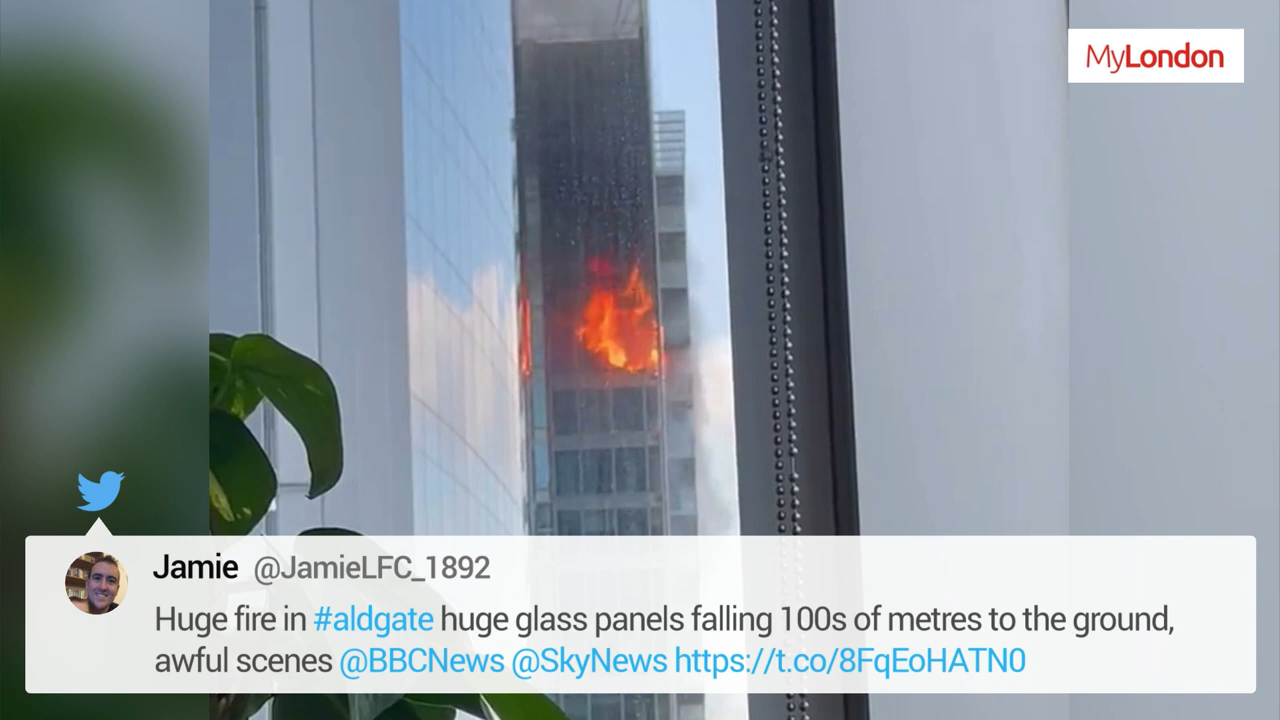 MyLondon
Jamie @JamieLFC_1892
Huge fire in #aldgate huge glass panels falling 100s of metres to the ground,
awful scenes @BBCNews @SkyNews https://t.co/8FqEoHATN0